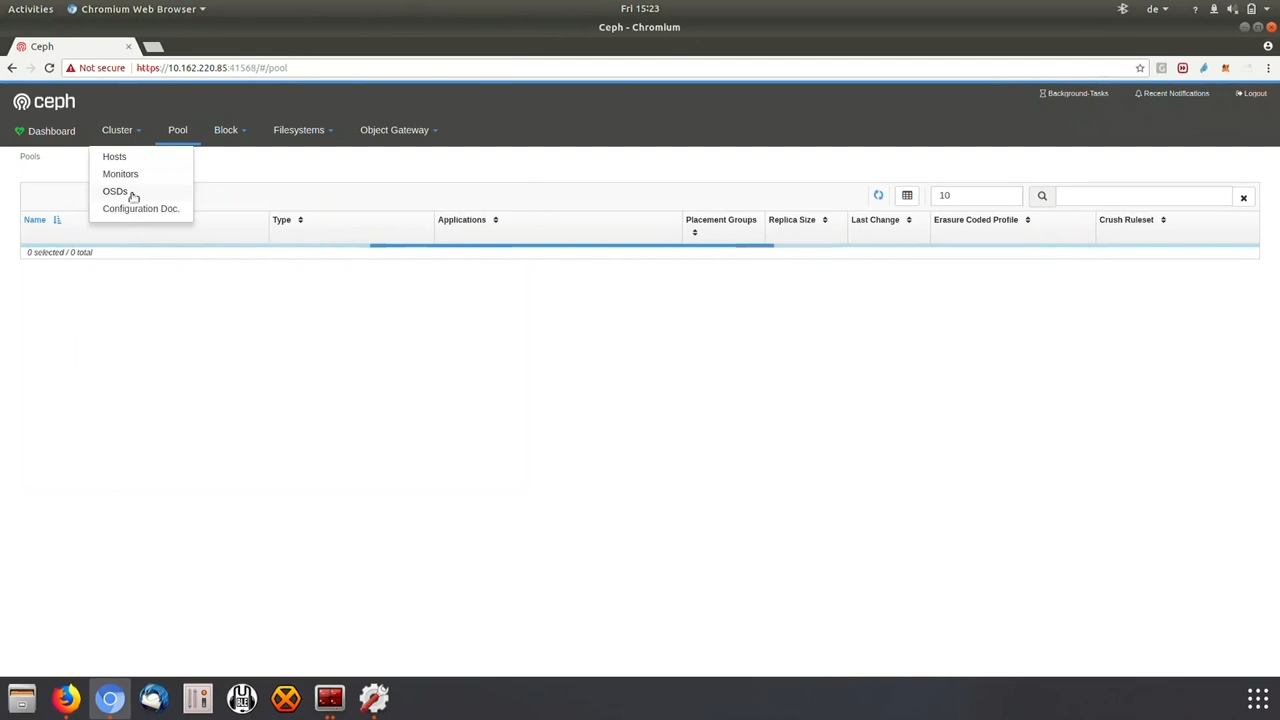 Activities Chromium Web Browser Fri 15:23 de
Ceph - Chromium
Ceph
Not secure https://10.162.220.85:41568/#/pool
ceph Background-Tasks Recent Notifications Logout
Dashboard Cluster Pool Block Filesystems Object Gateway
Pools
Hosts
Monitors
OSDs
Configuration Doc.
10
Name Type Applications Placement Groups Replica Size Last Change Erasure Coded Profile Crush Ruleset
0 selected / 0 total